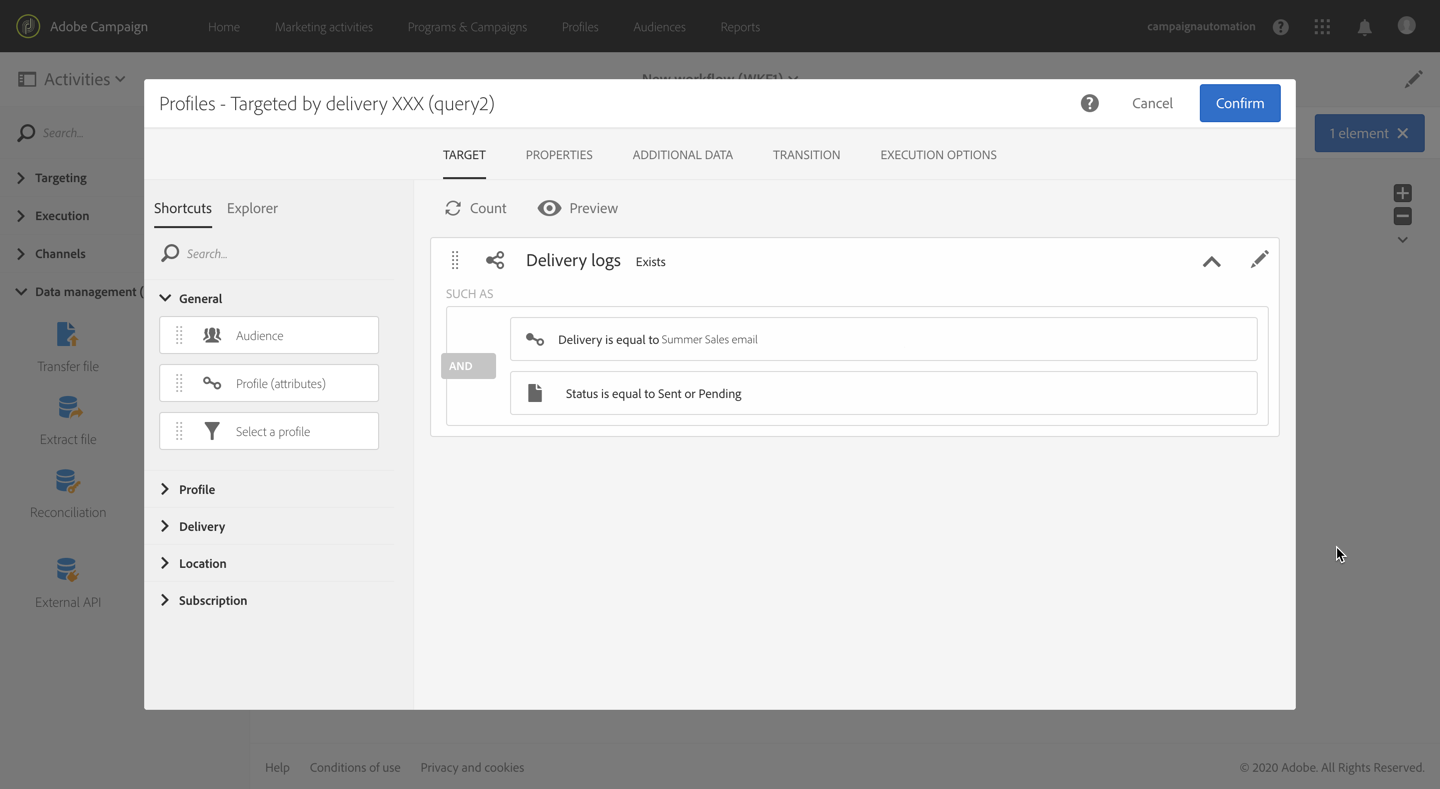 Adobe Campaign Home Marketing activities Programs & Campaigns Profiles Audiences Reports campaignautomation
Activities New workflow (WKF1)
Profiles - Targeted by delivery XXX (query2) Cancel Confirm
Search... 1 element
TARGET PROPERTIES ADDITIONAL DATA TRANSITION EXECUTION OPTIONS
Targeting
Execution
Channels
Data management (
Transfer file
Extract file
Reconciliation
External API
Shortcuts Explorer
Search...
General
Audience
Profile (attributes)
Select a profile
Profile
Delivery
Location
Subscription
Count Preview
Delivery logs Exists
SUCH AS
AND
Delivery is equal to Summer Sales email
Status is equal to Sent or Pending
Help Conditions of use Privacy and cookies © 2020 Adobe. All Rights Reserved.